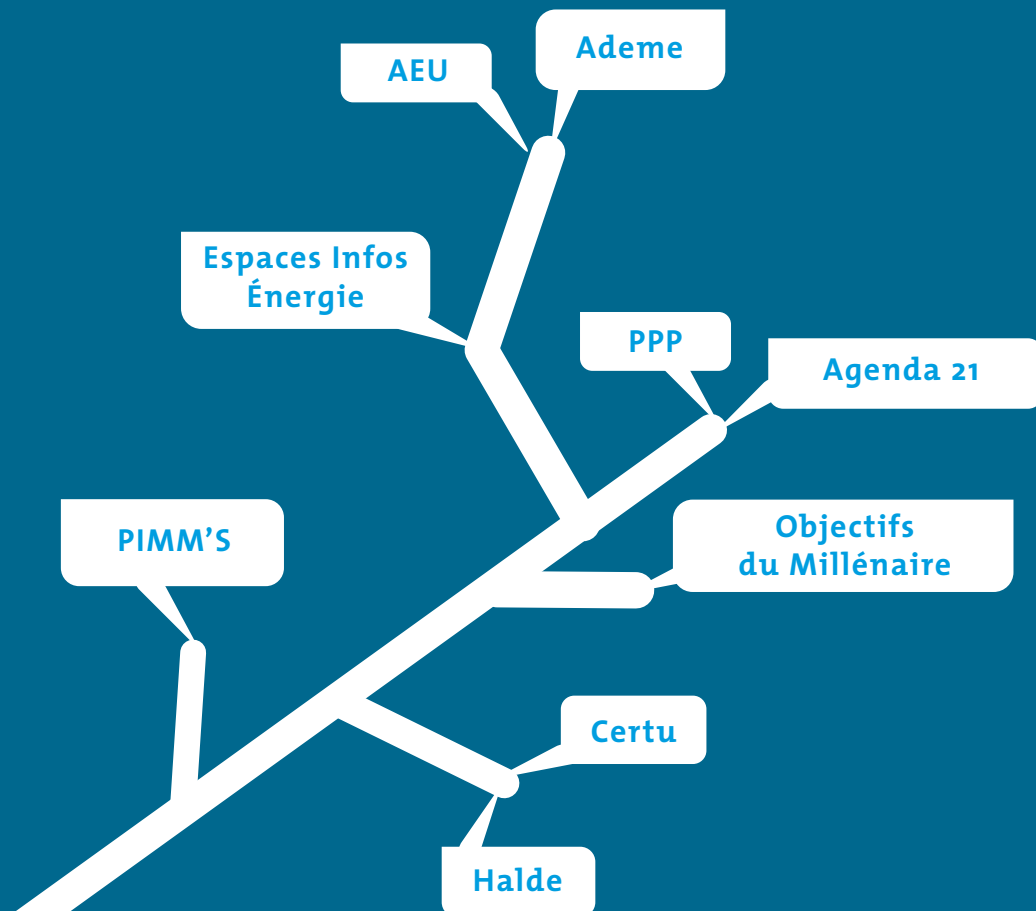 Ademe
AEU
Espaces Infos
Énergie
PPP
Agenda 21
PIMM’S
Objectifs
du Millénaire
Certu
Halde